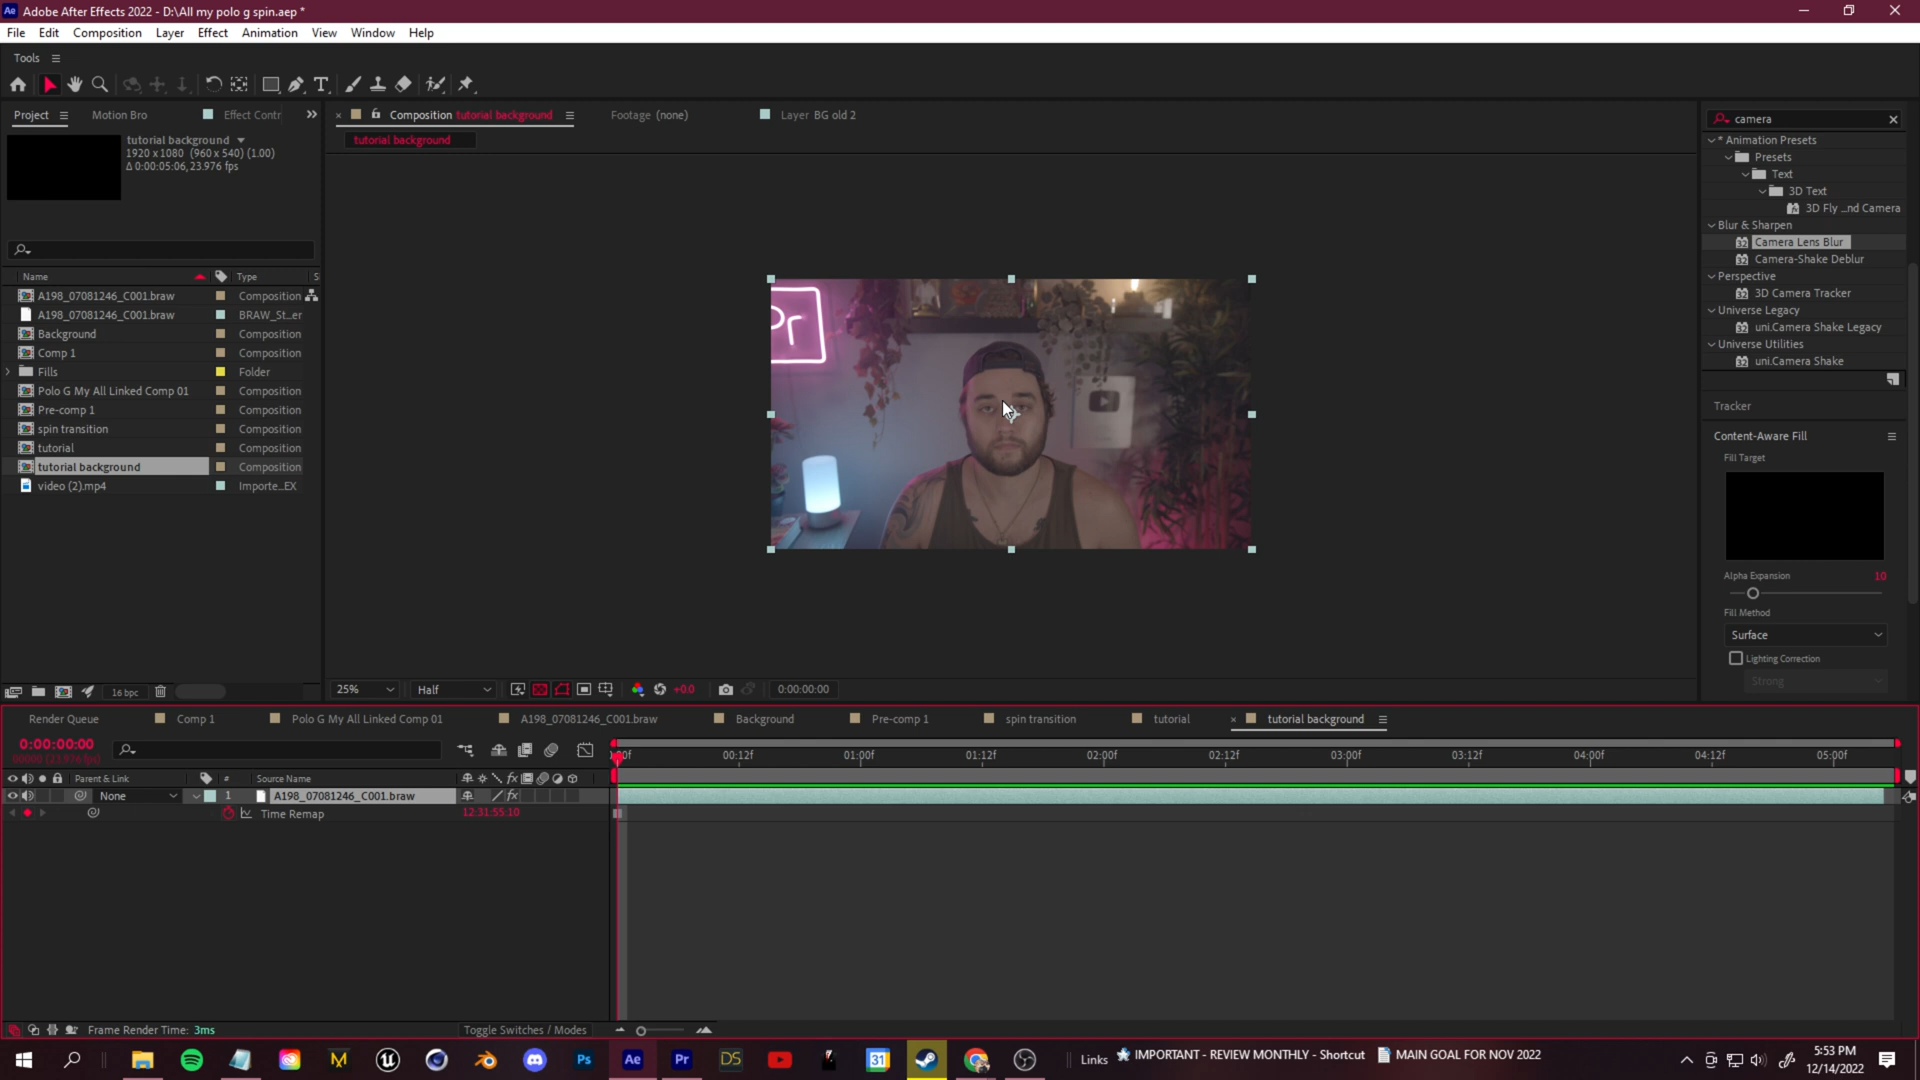 Adobe After Effects 2022 - D:\All my polo g spin.aep *
File Edit Composition Layer Effect Animation View Window Help
Tools
Project Motion Bro Effect Contr
Composition tutorial background Footage (none) Layer BG old 2
tutorial background
tutorial background
1920 x 1080 (960 x 540) (1.00)
Δ 0:00:05:06, 23.976 fps
Name Type S
A198_07081246_C001.braw Composition
A198_07081246_C001.braw BRAW_St...er
Background Composition
Comp 1 Composition
Fills Folder
Polo G My All Linked Comp 01 Composition
Pre-comp 1 Composition
spin transition Composition
tutorial Composition
tutorial background Composition
video (2).mp4 Importe...EX
16 bpc
Pr
25% Half +0.0 0:00:00:00
camera
* Animation Presets
Presets
Text
3D Text
3D Fly ...nd Camera
Blur & Sharpen
Camera Lens Blur
Camera-Shake Deblur
Perspective
3D Camera Tracker
Universe Legacy
uni.Camera Shake Legacy
Universe Utilities
uni.Camera Shake
Tracker
Content-Aware Fill
Fill Target
Alpha Expansion 10
Fill Method
Surface
Lighting Correction
Strong
Render Queue Comp 1 Polo G My All Linked Comp 01 A198_07081246_C001.braw Background Pre-comp 1 spin transition tutorial tutorial background
0:00:00:00
00000 (23.976 fps)
00:12f 01:00f 01:12f 02:00f 02:12f 03:00f 03:12f 04:00f 04:12f 05:00f
Parent & Link # Source Name
None 1 A198_07081246_C001.braw
Time Remap 12:31:55:10
Frame Render Time: 3ms Toggle Switches / Modes
Links IMPORTANT - REVIEW MONTHLY - Shortcut MAIN GOAL FOR NOV 2022
5:53 PM
12/14/2022